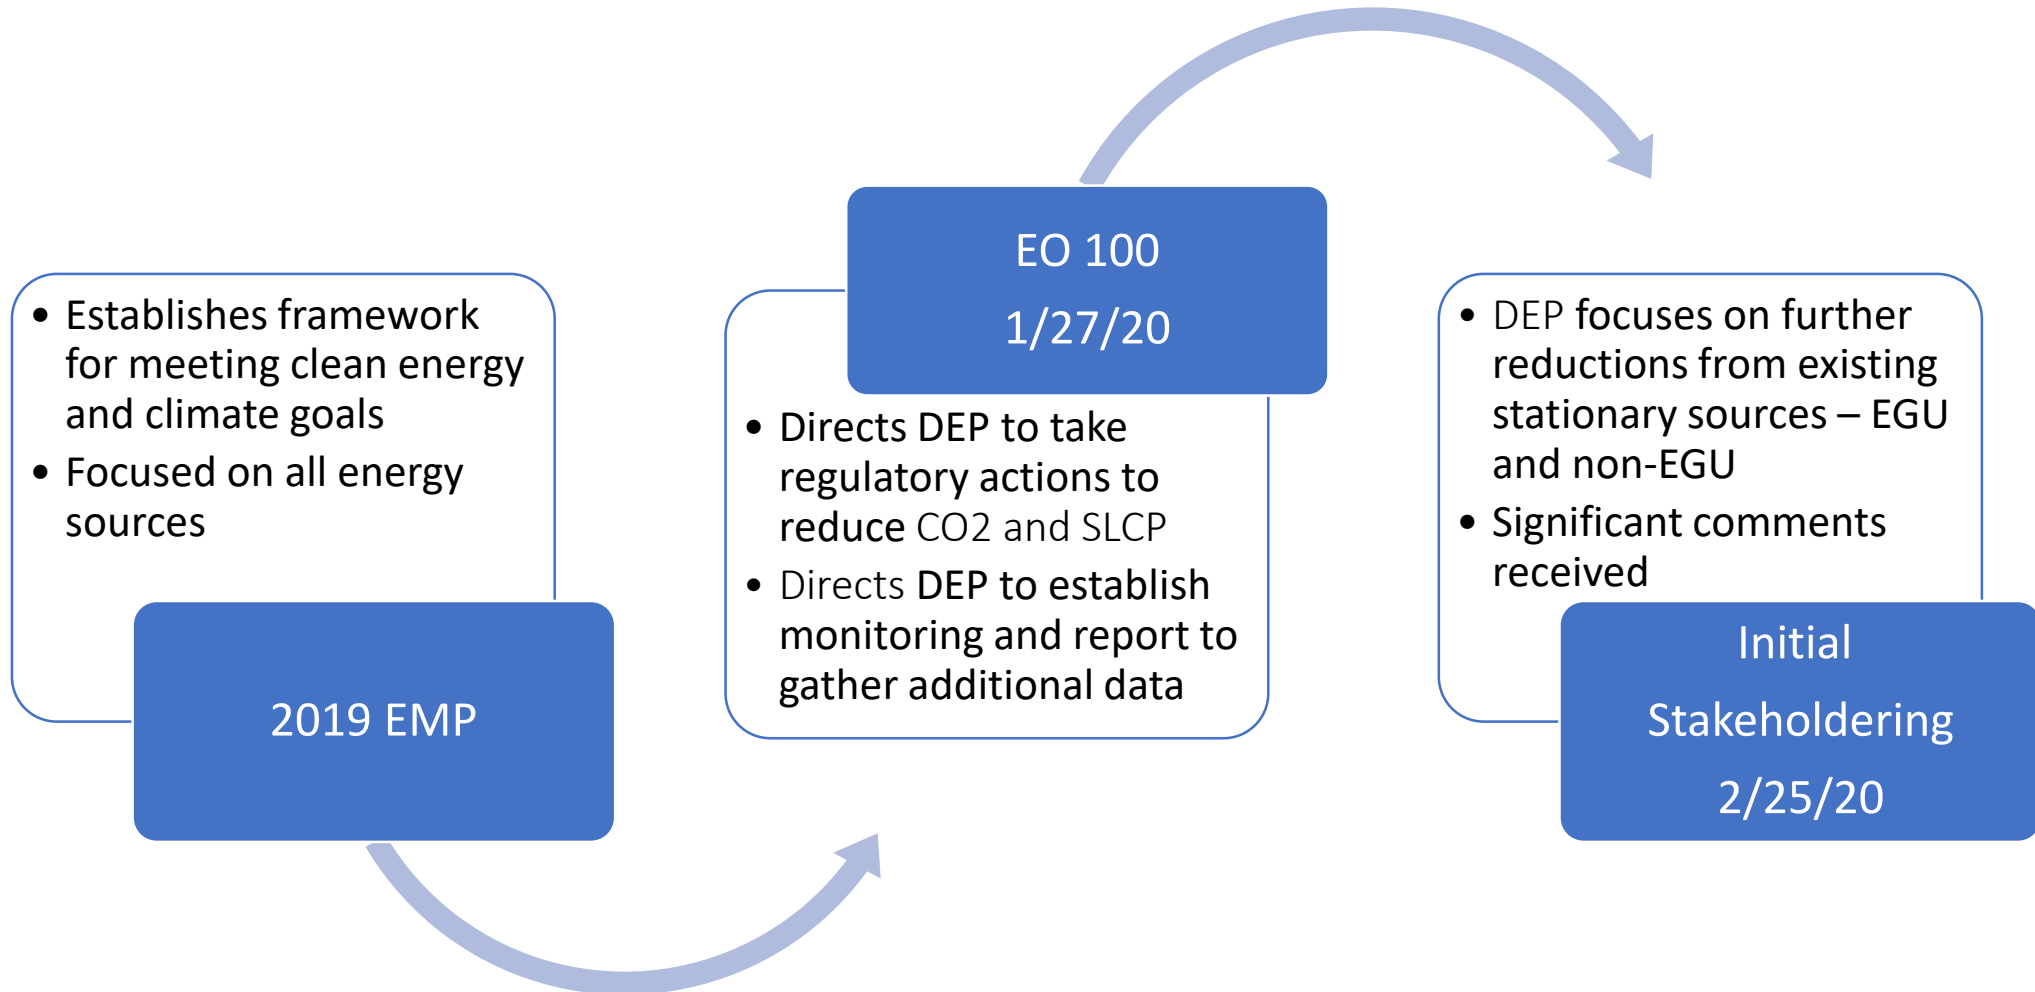 • Establishes framework
for meeting clean energy
and climate goals
• Focused on all energy
sources
2019 EMP
EO 100
1/27/20
• Directs DEP to take
regulatory actions to
reduce CO2 and SLCP
• Directs DEP to establish
monitoring and report to
gather additional data
• DEP focuses on further
reductions from existing
stationary sources – EGU
and non-EGU
• Significant comments
received
Initial
Stakeholdering
2/25/20